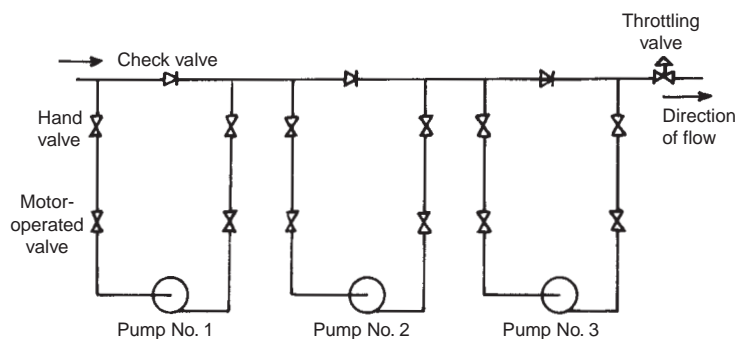 Throttling
valve
Check valve
Hand
valve
Direction
of flow
Motor-
operated
valve
Pump No. 1
Pump No. 2
Pump No. 3